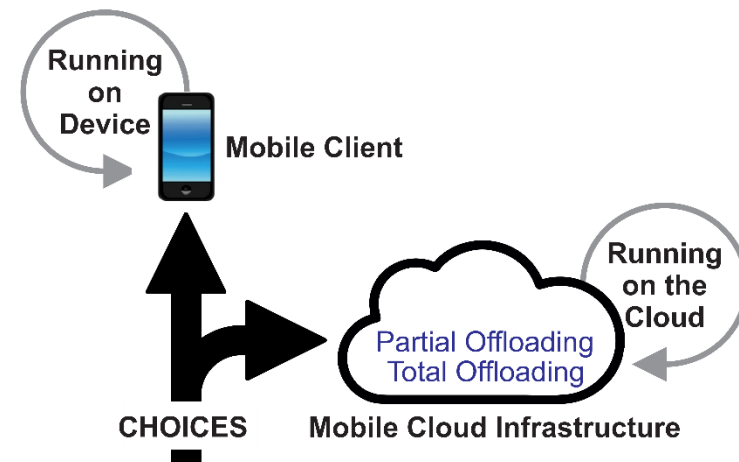 Running
on
Device
Mobile Client
Running
on the
Cloud
Partial Offloading
Total Offloading
CHOICES
Mobile Cloud Infrastructure